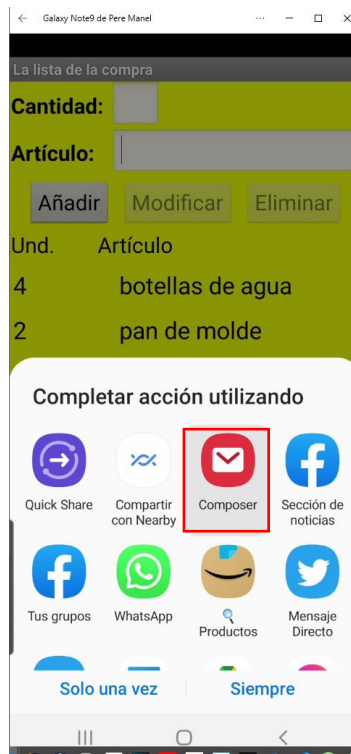 Galaxy Note9 de Pere Manel
La lista de la compra
Cantidad:
Artículo:
Añadir Modificar Eliminar
Und. Artículo
4 botellas de agua
2 pan de molde
Completar acción utilizando
Quick Share
Compartir con Nearby
Composer
Sección de noticias
Tus grupos
WhatsApp
Productos
Mensaje Directo
Solo una vez Siempre